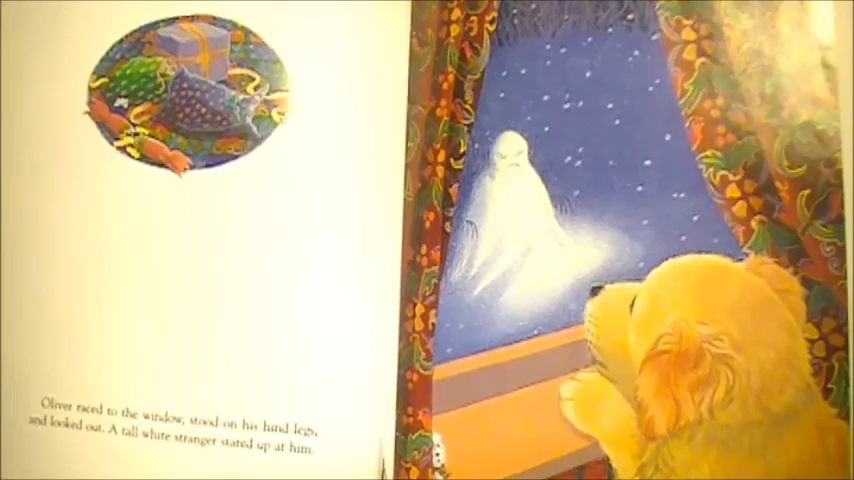 Oliver raced to the window, stood on his hind legs,
and looked out. A tall white stranger stared up at him.